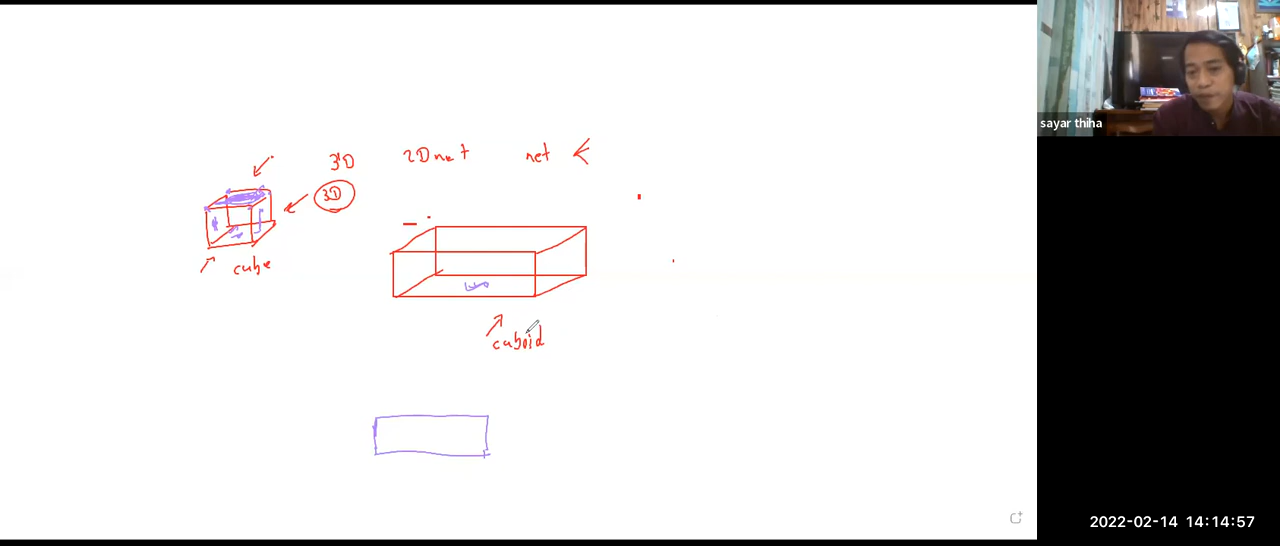 sayar thiha
3D 2D net net
3D
cube
cuboid
2022-02-14 14:14:57